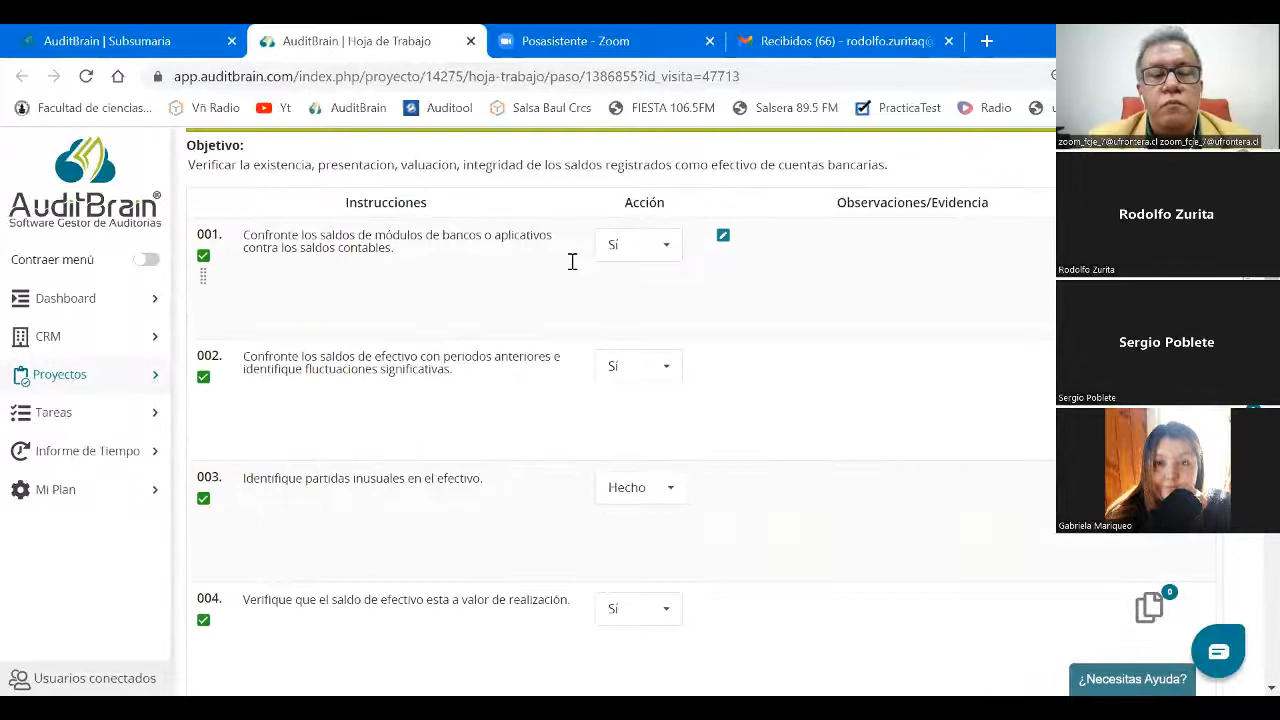 AuditBrain | Subsumaria
AuditBrain | Hoja de Trabajo
Posasistente - Zoom
Recibidos (66) - rodolfo.zuritaq@
app.auditbrain.com/index.php/proyecto/14275/hoja-trabajo/paso/1386855?id_visita=47713
Facultad de ciencias...
Vñ Radio
Yt
AuditBrain
Auditool
Salsa Baul Crcs
FIESTA 106.5FM
Salsera 89.5 FM
PracticaTest
Radio
u
AuditBrain®
Software Gestor de Auditorias
Contraer menú
Dashboard
CRM
Proyectos
Tareas
Informe de Tiempo
Mi Plan
Usuarios conectados
Objetivo:
Verificar la existencia, presentacion, valuacion, integridad de los saldos registrados como efectivo de cuentas bancarias.
Instrucciones
Acción
Observaciones/Evidencia
001.
Confronte los saldos de módulos de bancos o aplicativos
contra los saldos contables.
Sí
002.
Confronte los saldos de efectivo con periodos anteriores e
identifique fluctuaciones significativas.
Sí
003.
Identifique partidas inusuales en el efectivo.
Hecho
004.
Verifique que el saldo de efectivo esta a valor de realización.
Sí
0
¿Necesitas Ayuda?
zoom_fcje_7@ufrontera.cl zoom_fcje_7@ufrontera.cl
Rodolfo Zurita
Rodolfo Zurita
Sergio Poblete
Sergio Poblete
Gabriela Mariqueo